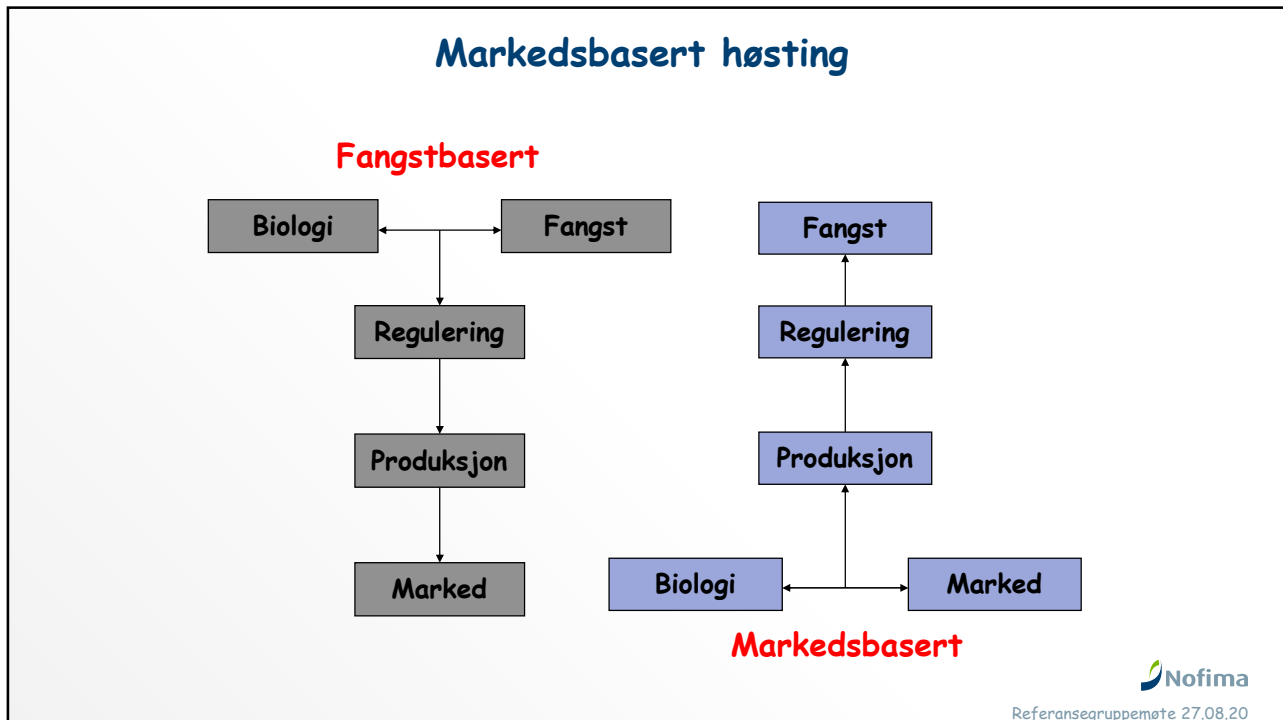 Markedsbasert høsting
Fangstbasert
Biologi
Fangst
Regulering
Produksjon
Marked
Fangst
Regulering
Produksjon
Biologi
Marked
Markedsbasert
Nofima
Referansegruppemøte 27.08.20